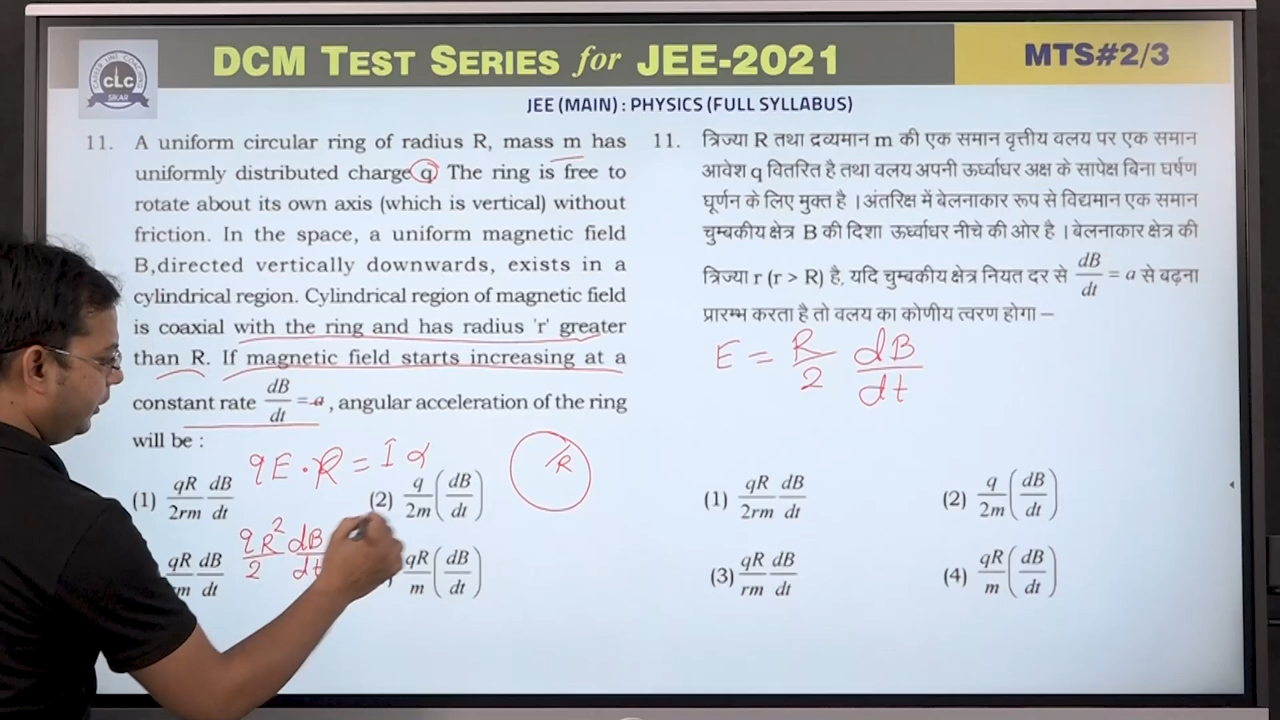 DCM TEST SERIES for JEE-2021
MTS#2/3
CLC
SIKAR
JEE (MAIN) : PHYSICS (FULL SYLLABUS)
11. A uniform circular ring of radius R, mass m has
uniformly distributed charge q The ring is free to
rotate about its own axis (which is vertical) without
friction. In the space, a uniform magnetic field
B,directed vertically downwards, exists in a
cylindrical region. Cylindrical region of magnetic field
is coaxial with the ring and has radius 'r' greater
than R. If magnetic field starts increasing at a
constant rate dB/dt = a , angular acceleration of the ring
will be :
qE · R = Iα
R
(1) qR/2rm dB/dt
(2) q/2m (dB/dt)
qR²/2 dB/dt
qR/rm dB/dt
qR/m (dB/dt)
11. त्रिज्या R तथा द्रव्यमान m की एक समान वृत्तीय वलय पर एक समान
आवेश q वितरित है तथा वलय अपनी ऊर्ध्वाधर अक्ष के सापेक्ष बिना घर्षण
घूर्णन के लिए मुक्त है । अंतरिक्ष में बेलनाकार रूप से विद्यमान एक समान
चुम्बकीय क्षेत्र B की दिशा ऊर्ध्वाधर नीचे की ओर है । बेलनाकार क्षेत्र की
त्रिज्या r (r > R) है, यदि चुम्बकीय क्षेत्र नियत दर से dB/dt = a से बढ़ना
प्रारम्भ करता है तो वलय का कोणीय त्वरण होगा –
E = R/2 dB/dt
(1) qR/2rm dB/dt
(2) q/2m (dB/dt)
(3) qR/rm dB/dt
(4) qR/m (dB/dt)